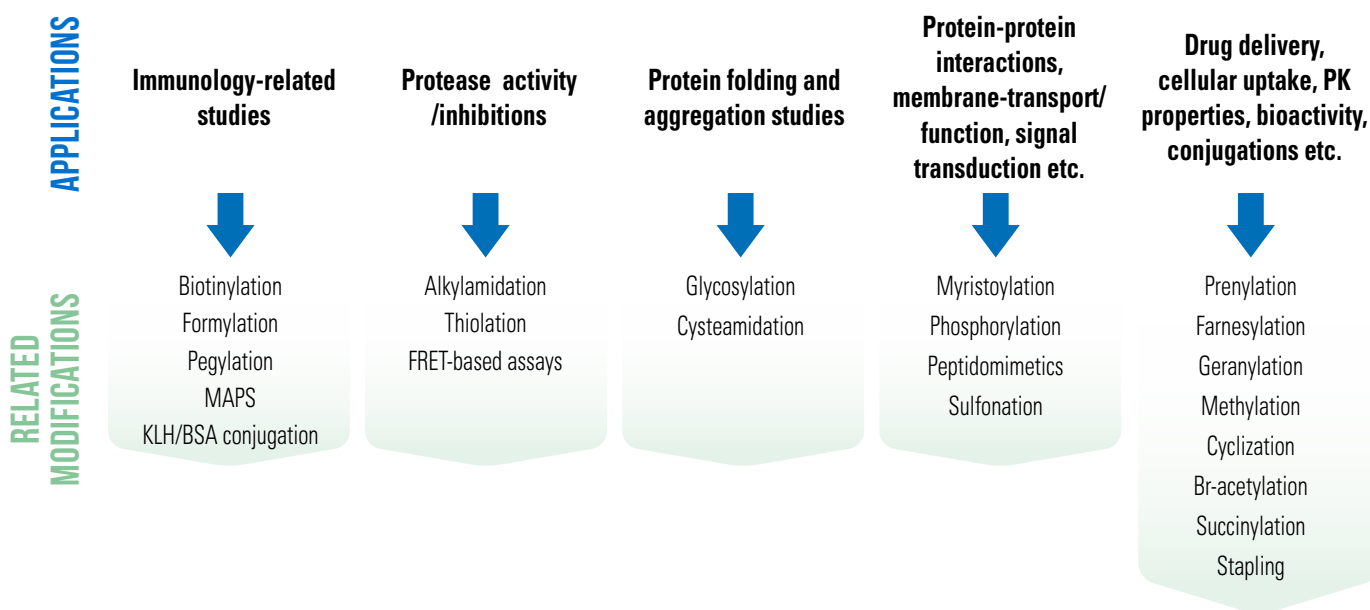 APPLICATIONS
Immunology-related
studies
Protease activity
/inhibitions
Protein folding and
aggregation studies
Protein-protein
interactions,
membrane-transport/
function, signal
transduction etc.
Drug delivery,
cellular uptake, PK
properties, bioactivity,
conjugations etc.
RELATED
MODIFICATIONS
Biotinylation
Formylation
Pegylation
MAPS
KLH/BSA conjugation
Alkylamidation
Thiolation
FRET-based assays
Glycosylation
Cysteamidation
Myristoylation
Phosphorylation
Peptidomimetics
Sulfonation
Prenylation
Farnesylation
Geranylation
Methylation
Cyclization
Br-acetylation
Succinylation
Stapling